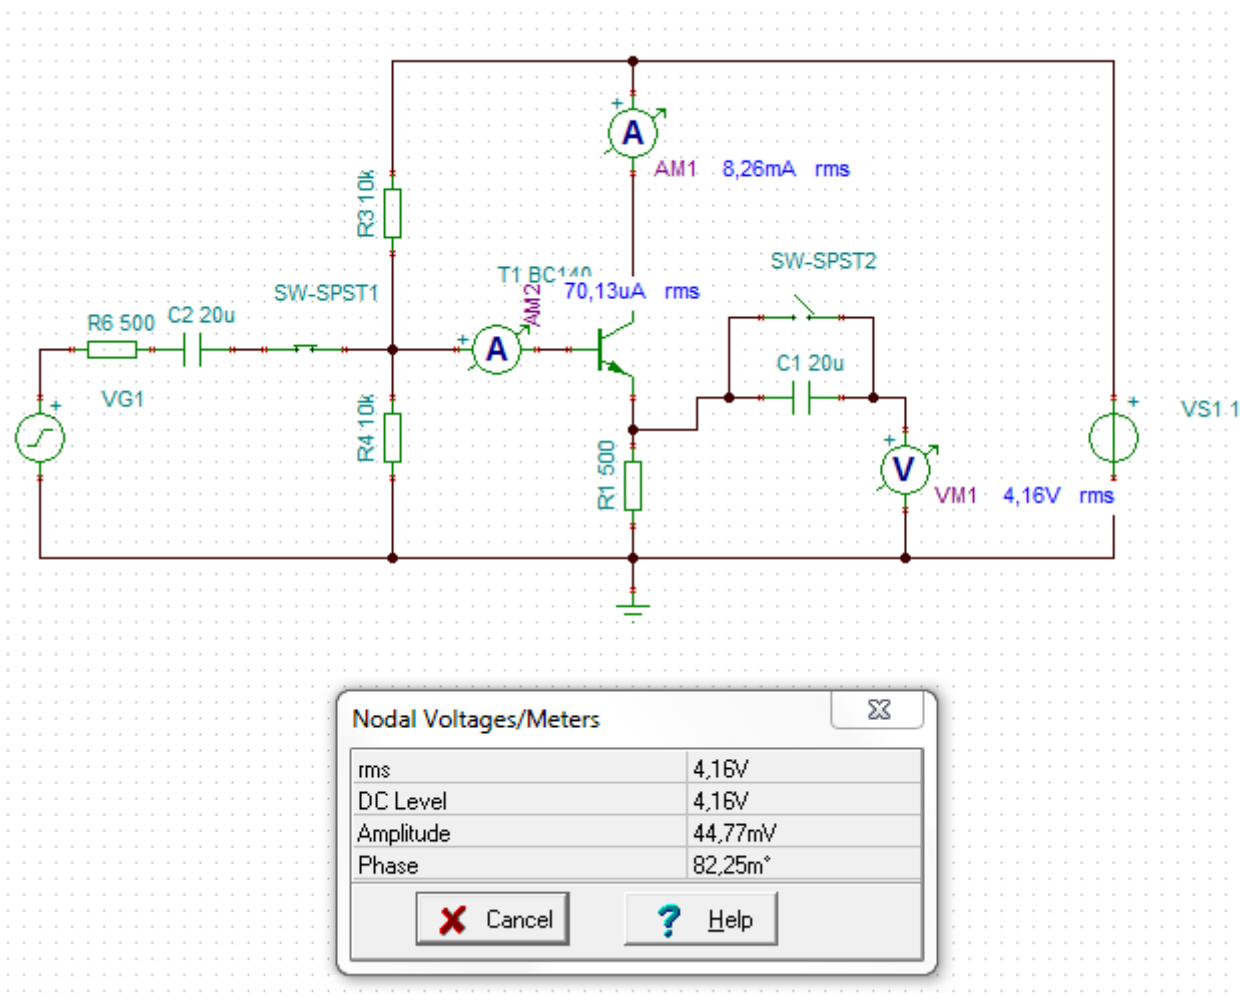 A
AM1 8,26mA rms
R3 10k
SW-SPST2
T1 BC140
AM2
70,13uA rms
SW-SPST1
C2 20u
R6 500
A
C1 20u
VG1
VS1 1
R4 10k
R1 500
V
VM1 4,16V rms
Nodal Voltages/Meters
rms 4,16V
DC Level 4,16V
Amplitude 44,77mV
Phase 82,25m°
Cancel
? Help